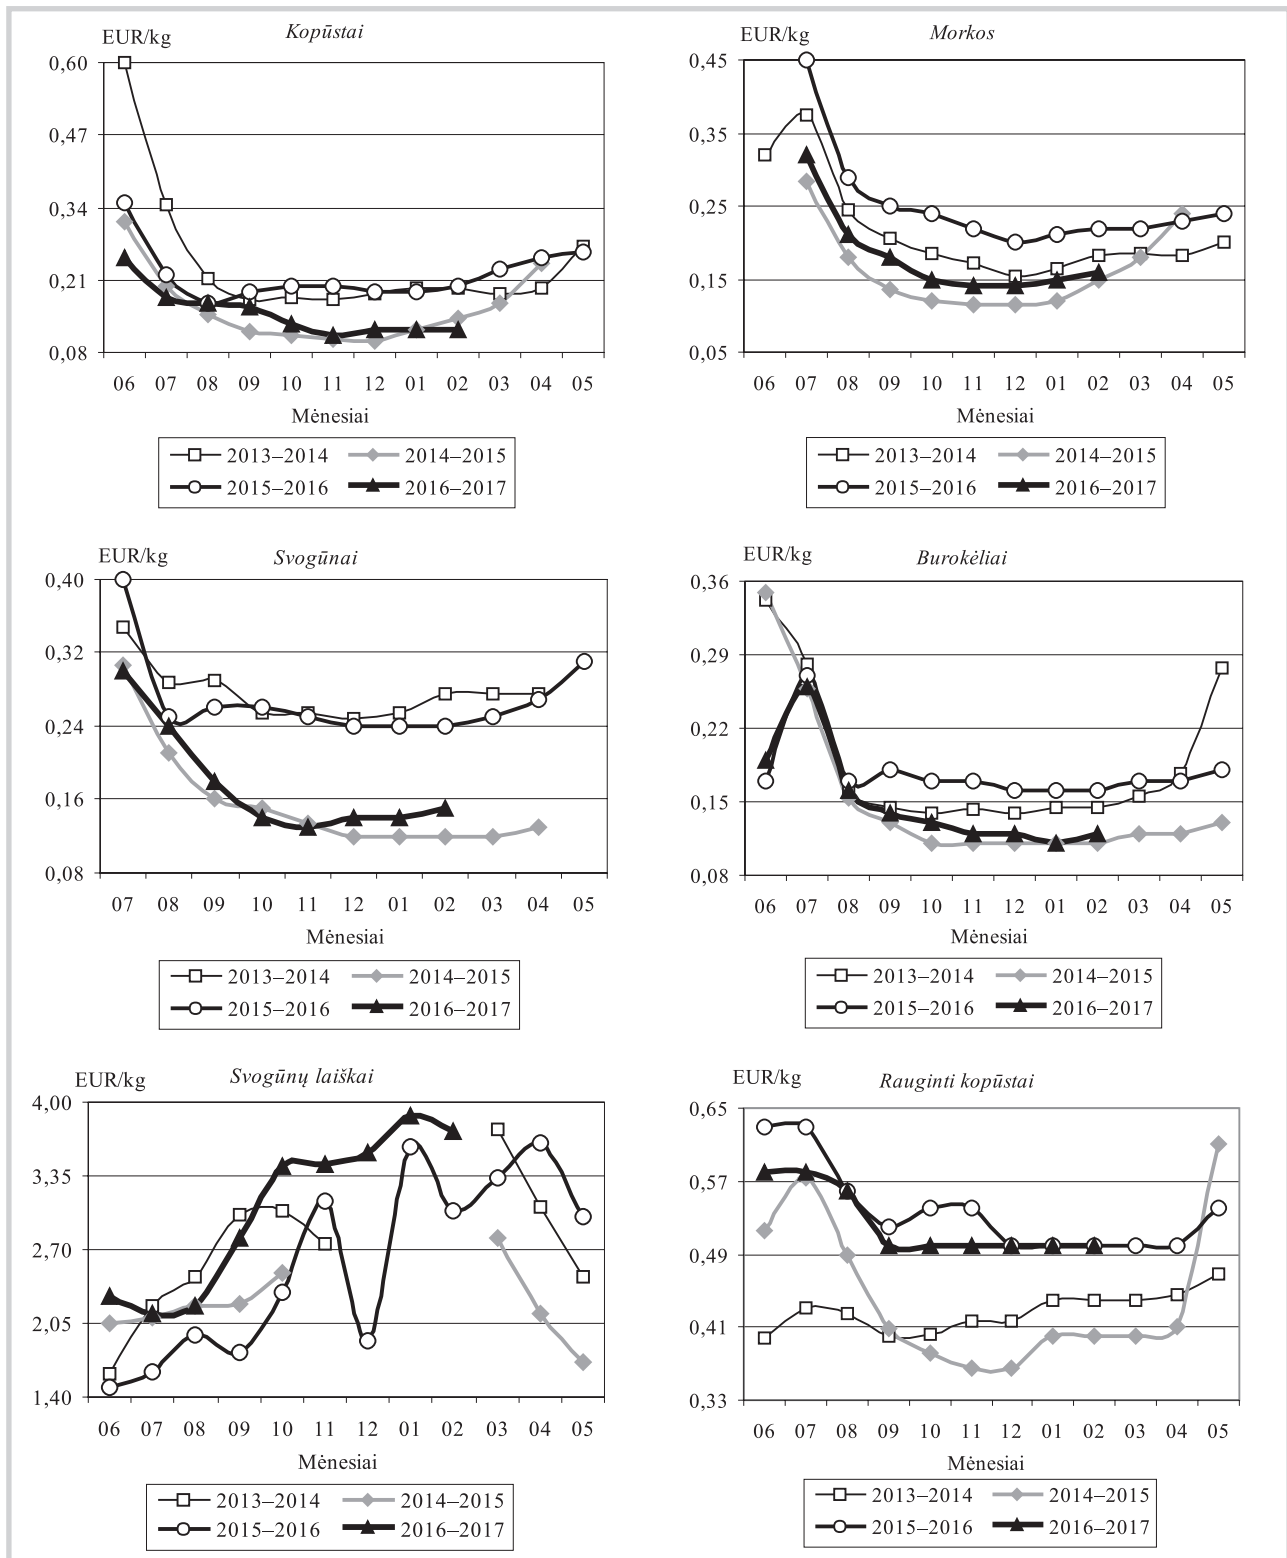 EUR/kg
Kopūstai
0,60
0,47
0,34
0,21
0,08
06 07 08 09 10 11 12 01 02 03 04 05
Mėnesiai
2013–2014 2014–2015
2015–2016 2016–2017
EUR/kg
Morkos
0,45
0,35
0,25
0,15
0,05
06 07 08 09 10 11 12 01 02 03 04 05
Mėnesiai
2013–2014 2014–2015
2015–2016 2016–2017
EUR/kg
Svogūnai
0,40
0,32
0,24
0,16
0,08
07 08 09 10 11 12 01 02 03 04 05
Mėnesiai
2013–2014 2014–2015
2015–2016 2016–2017
EUR/kg
Burokėliai
0,36
0,29
0,22
0,15
0,08
06 07 08 09 10 11 12 01 02 03 04 05
Mėnesiai
2013–2014 2014–2015
2015–2016 2016–2017
EUR/kg
Svogūnų laiškai
4,00
3,35
2,70
2,05
1,40
06 07 08 09 10 11 12 01 02 03 04 05
Mėnesiai
2013–2014 2014–2015
2015–2016 2016–2017
EUR/kg
Rauginti kopūstai
0,65
0,57
0,49
0,41
0,33
06 07 08 09 10 11 12 01 02 03 04 05
Mėnesiai
2013–2014 2014–2015
2015–2016 2016–2017